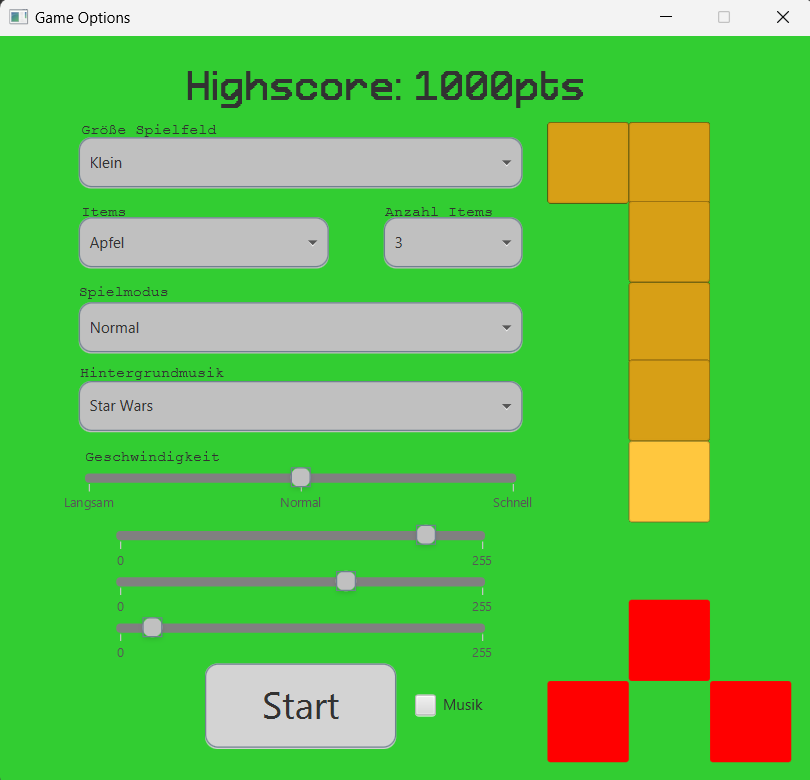 Game Options
Highscore: 1000pts
Größe Spielfeld
Klein
Items
Anzahl Items
Apfel
3
Spielmodus
Normal
Hintergrundmusik
Star Wars
Geschwindigkeit
Langsam Normal Schnell
0 255
0 255
0 255
Start
Musik